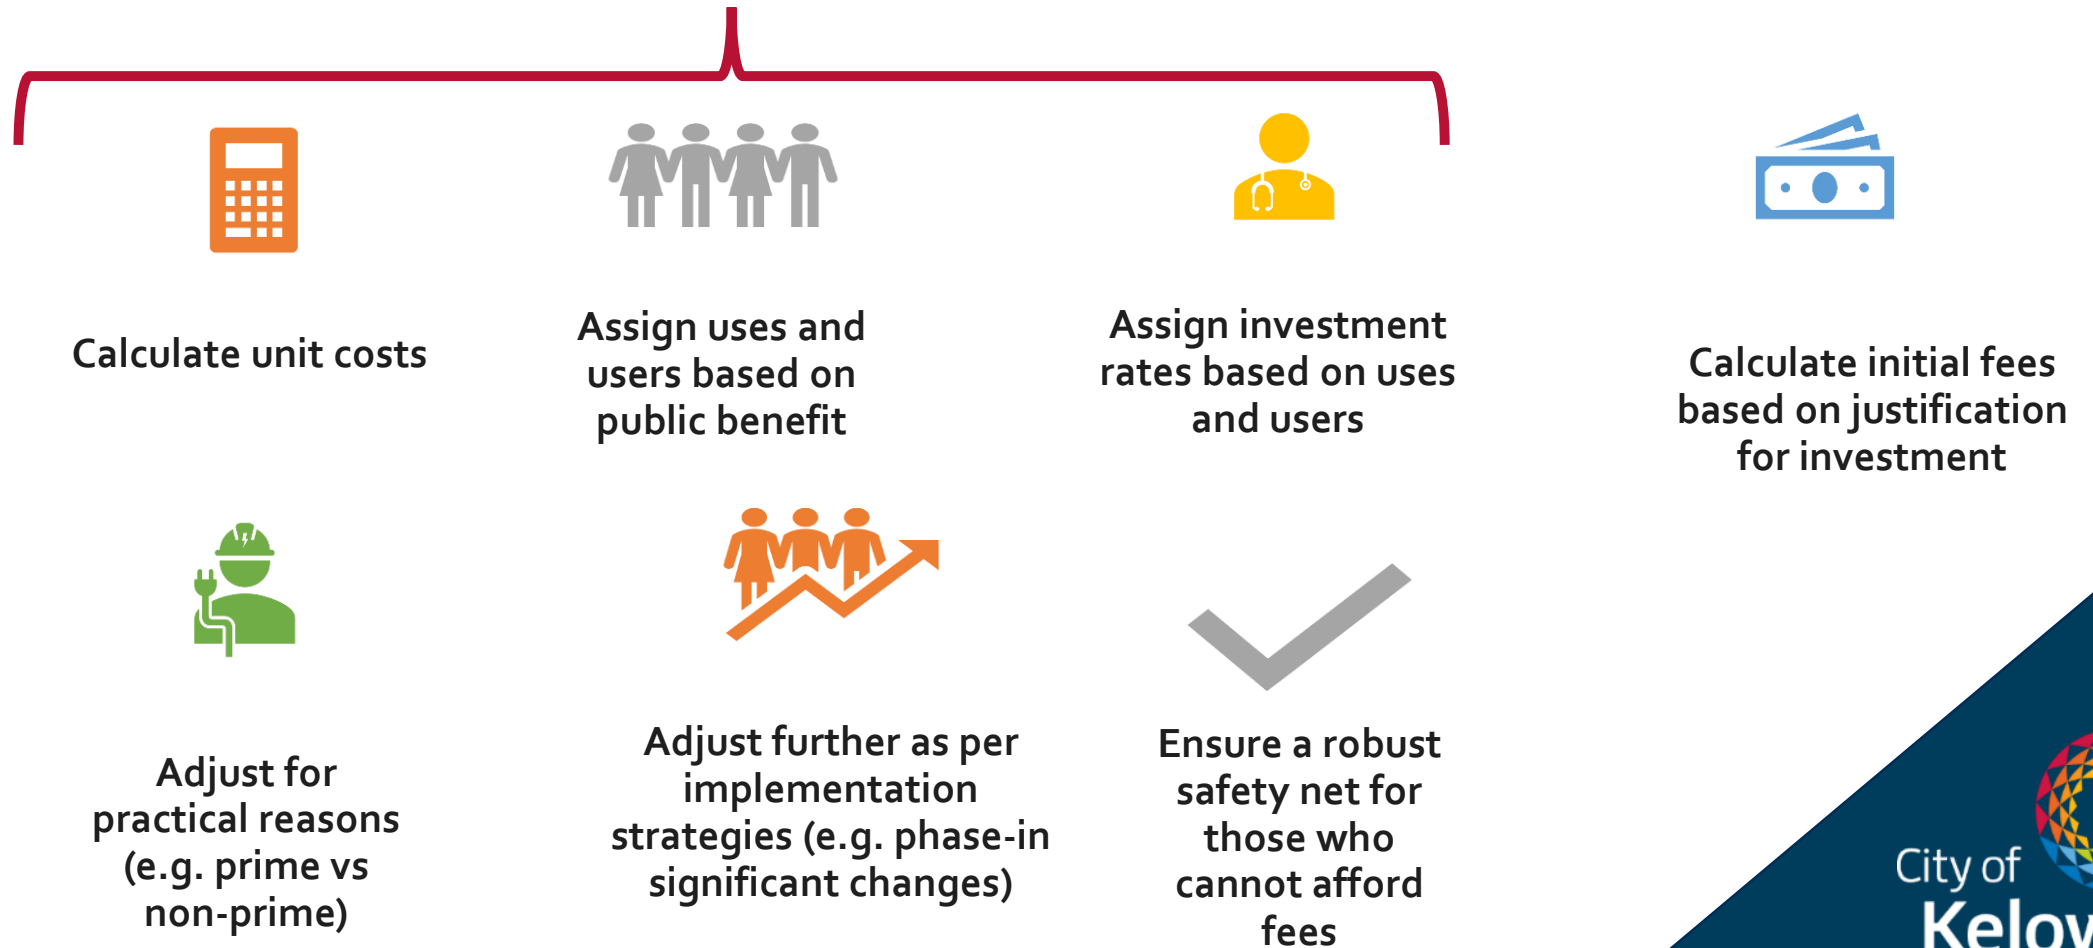 Calculate unit costs
Assign uses and
users based on
public benefit
Assign investment
rates based on uses
and users
Calculate initial fees
based on justification
for investment
Adjust for
practical reasons
(e.g. prime vs
non-prime)
Adjust further as per
implementation
strategies (e.g. phase-in
significant changes)
Ensure a robust
safety net for
those who
cannot afford
fees
City of